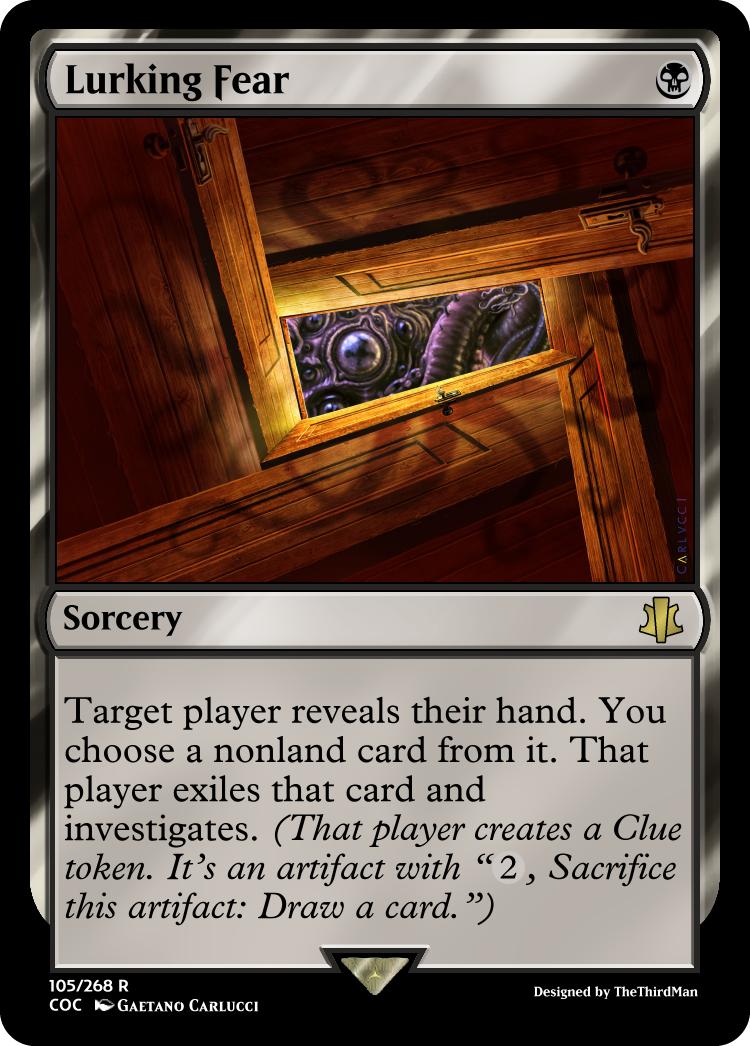 Lurking Fear
CARLVCCI
Sorcery
Target player reveals their hand. You
choose a nonland card from it. That
player exiles that card and
investigates. (That player creates a Clue
token. It's an artifact with “2, Sacrifice
this artifact: Draw a card.”)
105/268 R
COC Gaetano Carlucci
Designed by TheThirdMan